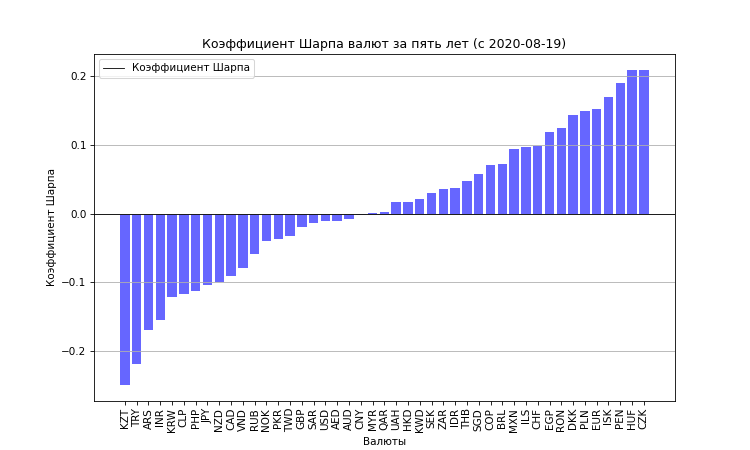 Коэффициент Шарпа валют за пять лет (с 2020-08-19)
Коэффициент Шарпа
Коэффициент Шарпа
0.2
0.1
0.0
−0.1
−0.2
KZT TRY ARS INR KRW CLP PHP JPY NZD CAD VND RUB NOK PKR TWD GBP SAR USD AED AUD CNY MYR QAR UAH HKD KWD SEK ZAR IDR THB SGD COP BRL MXN ILS CHF EGP RON DKK PLN EUR ISK PEN HUF CZK
Валюты